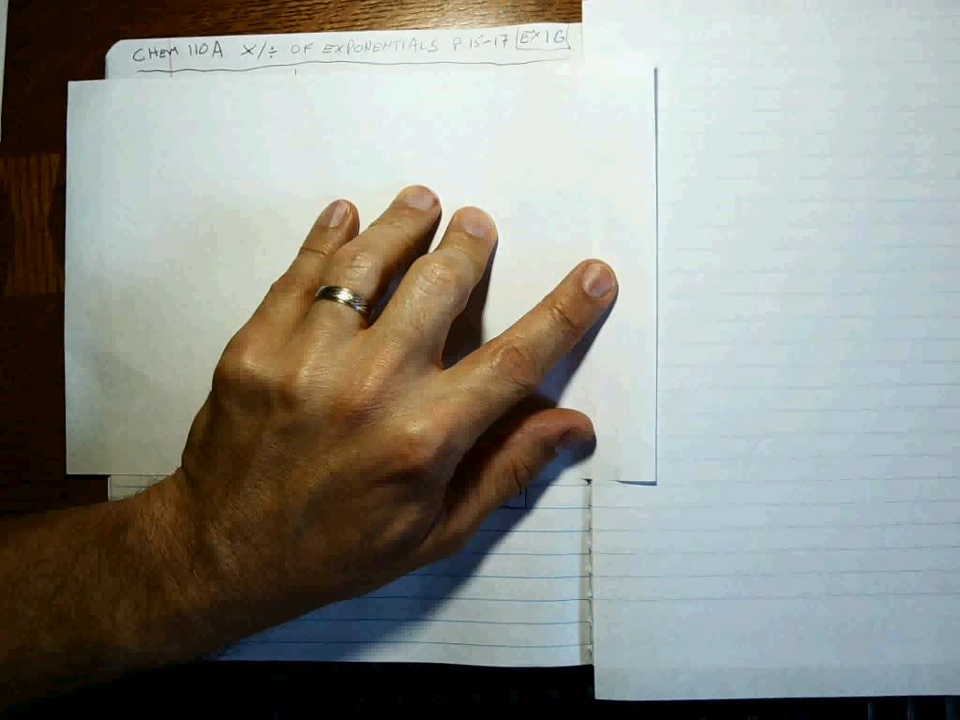 CHEM 110A X/÷ OF EXPONENTIALS P.15-17 EX 1G